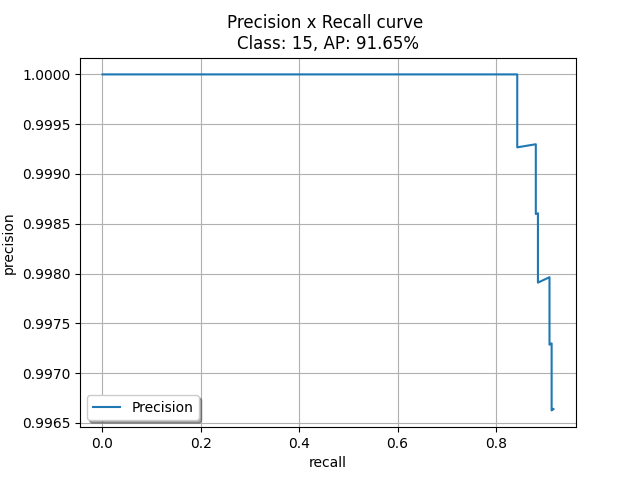 Precision x Recall curve
Class: 15, AP: 91.65%
1.0000
0.9995
0.9990
0.9985
0.9980
0.9975
0.9970
0.9965
precision
Precision
0.0 0.2 0.4 0.6 0.8
recall